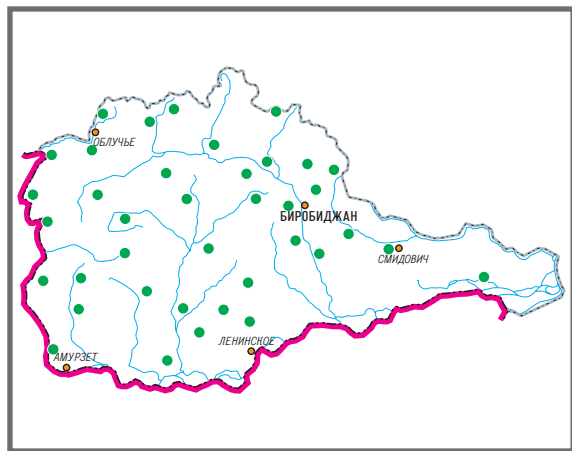 ОБЛУЧЬЕ
БИРОБИДЖАН
СМИДОВИЧ
ЛЕНИНСКОЕ
АМУРЗЕТ